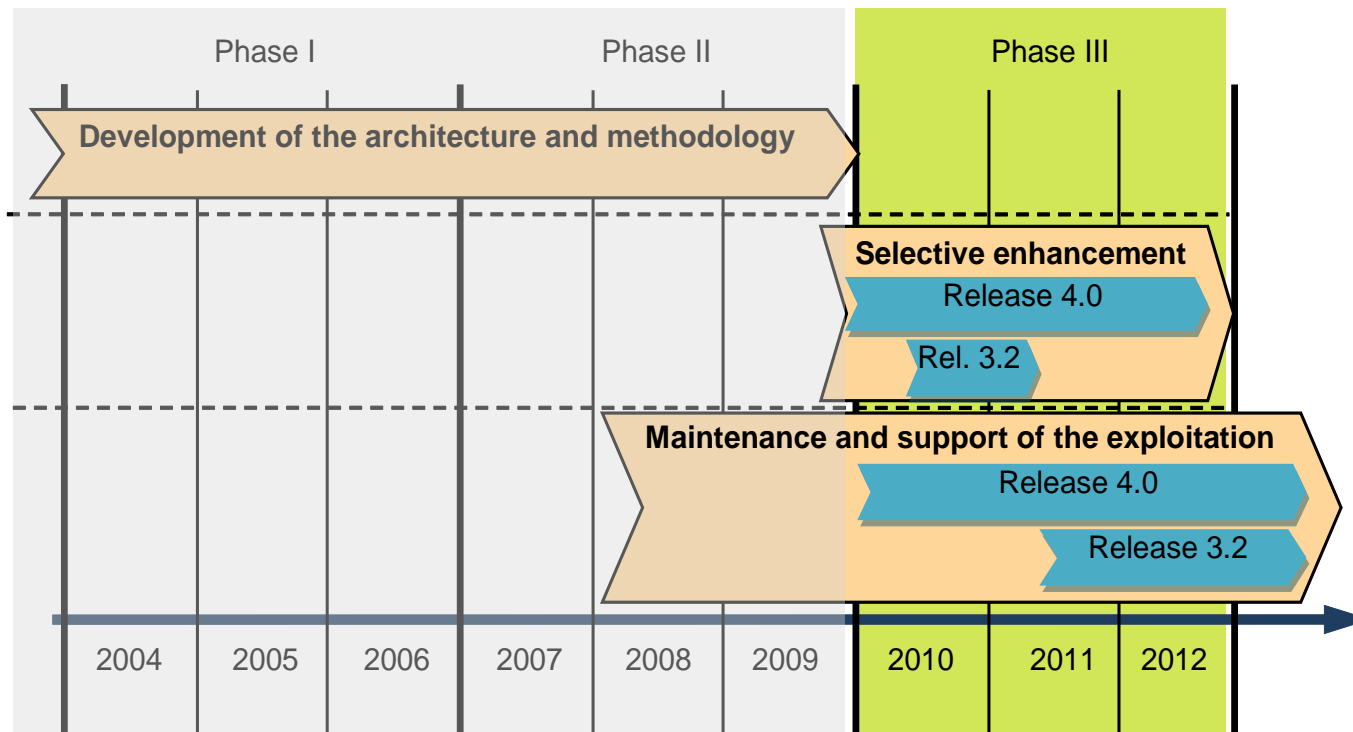 Phase I
Phase II
Phase III
Development of the architecture and methodology
Selective enhancement
Release 4.0
Rel. 3.2
Maintenance and support of the exploitation
Release 4.0
Release 3.2
2004
2005
2006
2007
2008
2009
2010
2011
2012